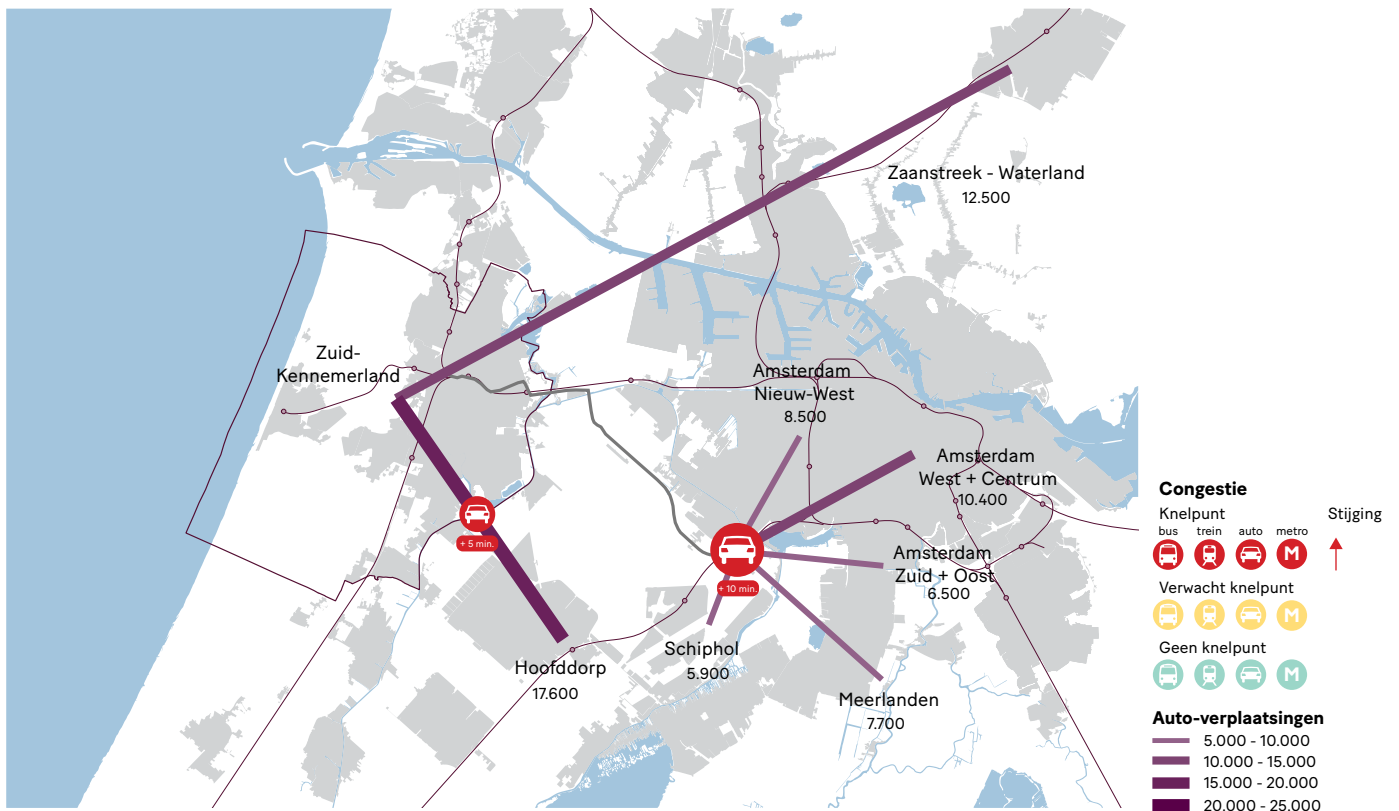 Zaanstreek - Waterland
12.500
Zuid-
Kennemerland
Amsterdam
Nieuw-West
8.500
Amsterdam
West + Centrum
10.400
+ 5 min.
Amsterdam
Zuid + Oost
6.500
+ 10 min.
Schiphol
5.900
Hoofddorp
17.600
Meerlanden
7.700
Congestie
Knelpunt
Stijging
bus trein auto metro
M
Verwacht knelpunt
M
Geen knelpunt
M
Auto-verplaatsingen
5.000 - 10.000
10.000 - 15.000
15.000 - 20.000
20.000 - 25.000